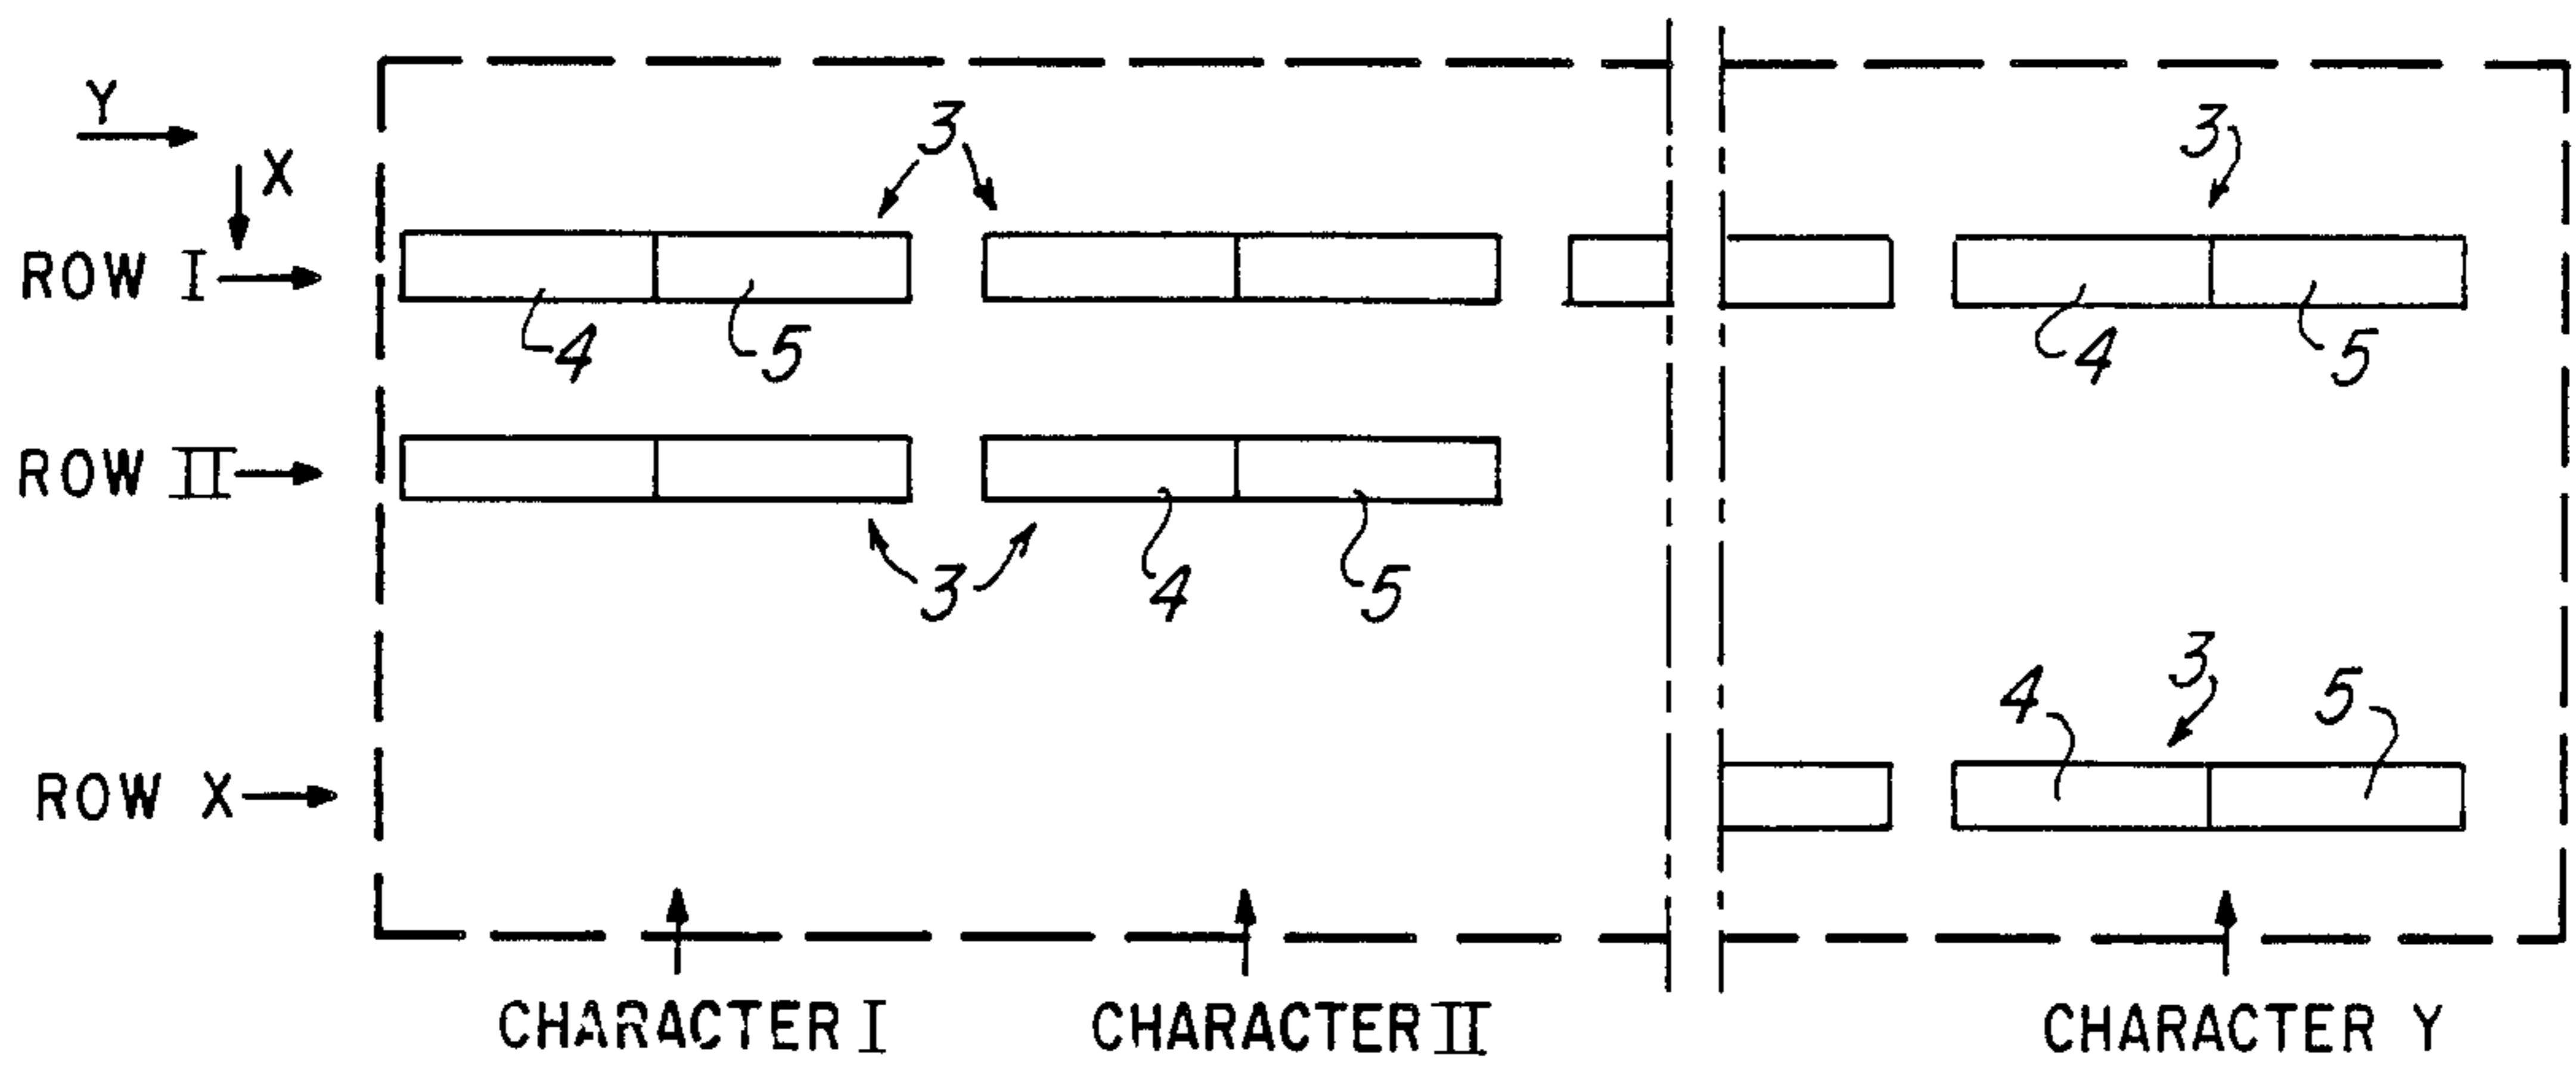 Y
X
3 3
ROW I
4 5 4 5
ROW II
3 4 5
4 3 5
ROW X
CHARACTER I CHARACTER II CHARACTER Y